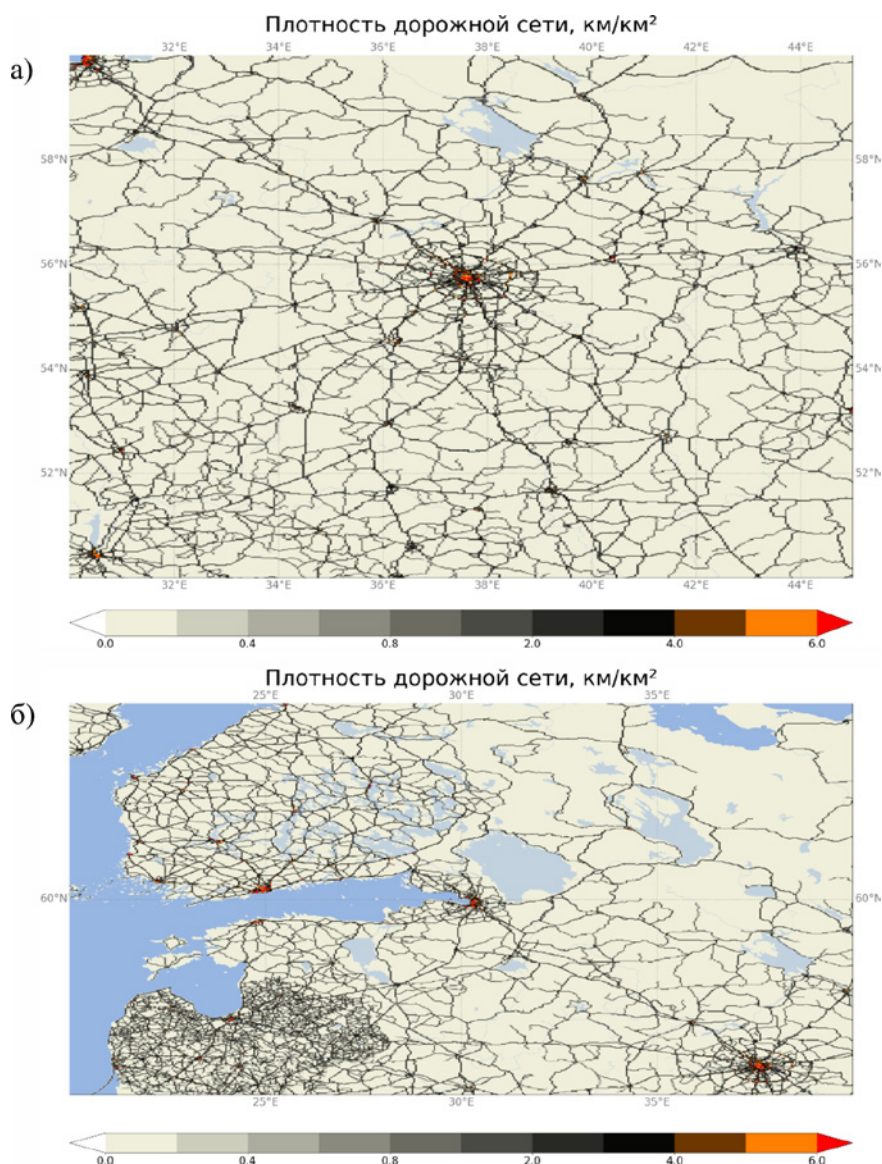 Плотность дорожной сети, км/км²
а)
32°E 34°E 36°E 38°E 40°E 42°E 44°E
58°N 58°N
56°N 56°N
54°N 54°N
52°N 52°N
32°E 34°E 36°E 38°E 40°E 42°E 44°E
0.0 0.4 0.8 2.0 4.0 6.0
Плотность дорожной сети, км/км²
б)
25°E 30°E 35°E
60°N 60°N
25°E 30°E 35°E
0.0 0.4 0.8 2.0 4.0 6.0